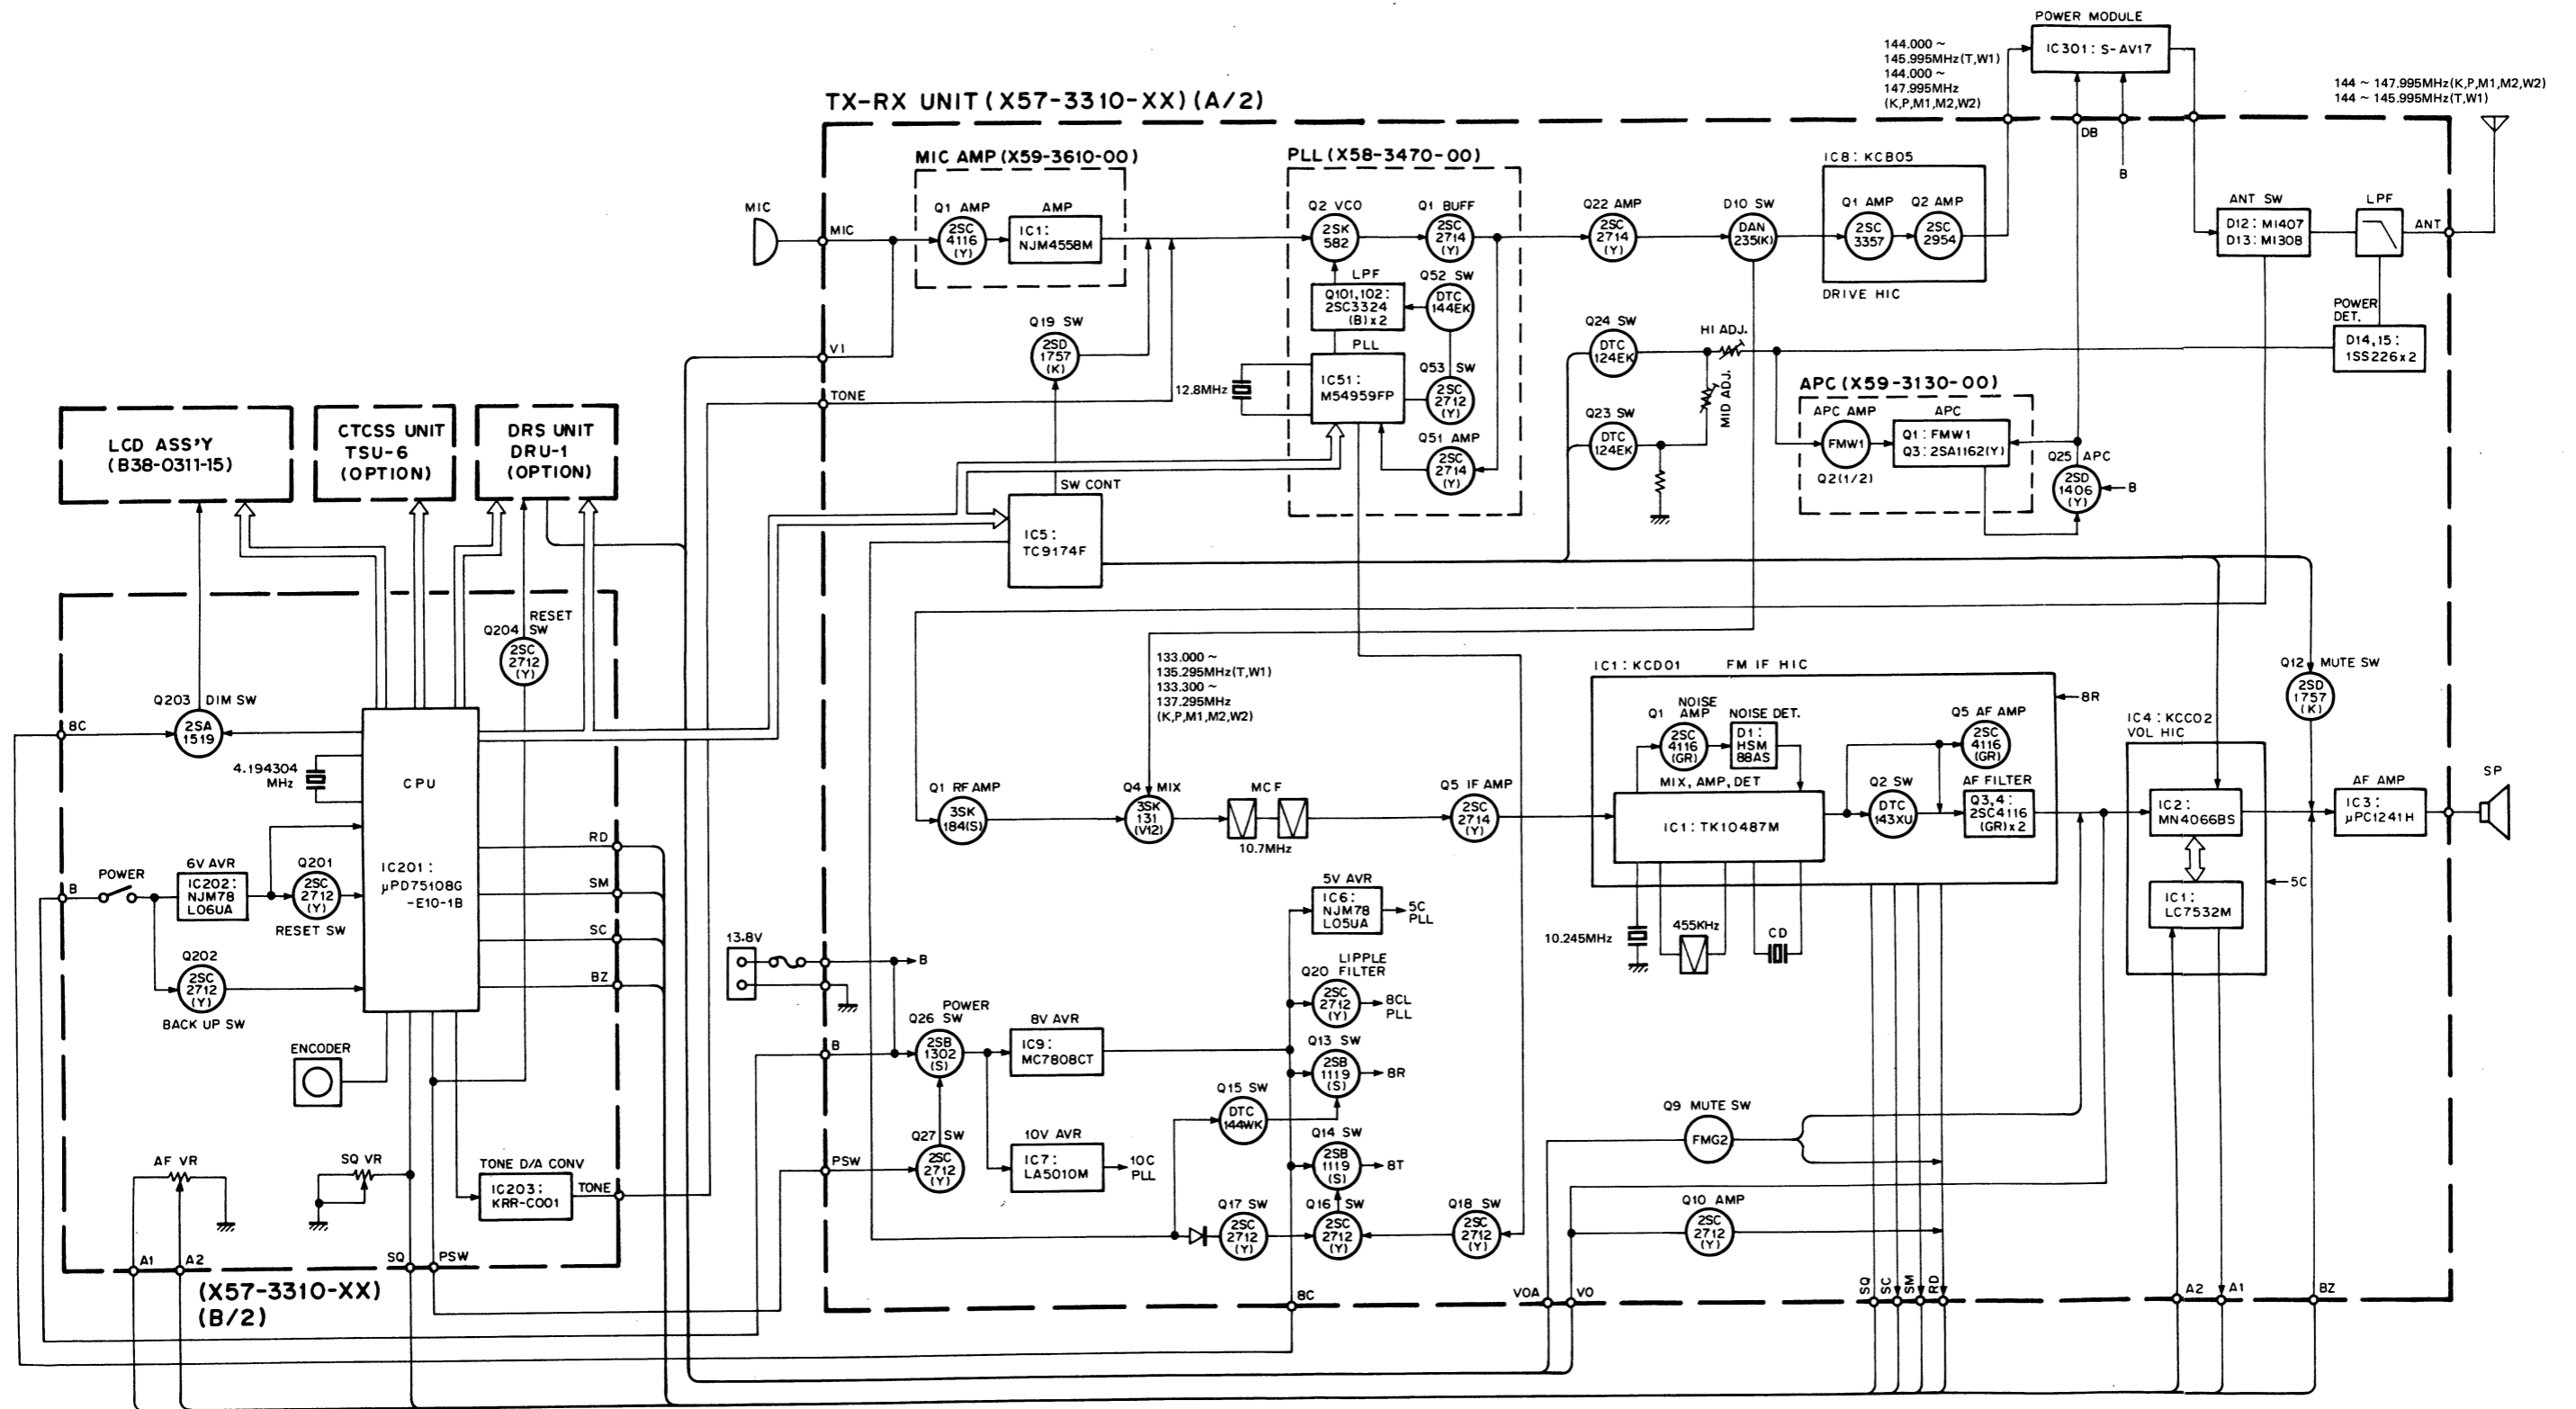 POWER MODULE
IC301: S-AV17
144.000 ~
145.995MHz(T,W1)
144.000 ~
147.995MHz
(K,P,M1,M2,W2)
144 ~ 147.995MHz(K,P,M1,M2,W2)
144 ~ 145.995MHz(T,W1)
TX-RX UNIT (X57-3310-XX) (A/2)
DB
B
MIC AMP (X59-3610-00)
PLL (X58-3470-00)
IC8: KCB05
MIC
MIC
Q1 AMP
2SC
4116
(Y)
AMP
IC1:
NJM4558M
Q2 VCO
2SK
582
Q1 BUFF
2SC
2714
(Y)
Q22 AMP
2SC
2714
(Y)
D10 SW
DAN
235(K)
Q1 AMP
2SC
3357
Q2 AMP
2SC
2954
DRIVE HIC
ANT SW
D12: MI407
D13: MI308
LPF
ANT
POWER
DET.
D14,15:
1SS226x2
LPF
Q101,102:
2SC3324
(B)x2
Q52 SW
DTC
144EK
PLL
IC51:
M54959FP
Q53 SW
2SC
2712
(Y)
Q51 AMP
2SC
2714
(Y)
12.8MHz
Q19 SW
2SD
1757
(K)
VI
TONE
Q24 SW
DTC
124EK
HI ADJ.
MID ADJ.
Q23 SW
DTC
124EK
APC (X59-3130-00)
APC AMP
FMW1
Q2(1/2)
APC
Q1: FMW1
Q3: 2SA1162(Y)
Q25 APC
2SD
1406
(Y)
B
SW CONT
IC5:
TC9174F
LCD ASS'Y
(B38-0311-15)
CTCSS UNIT
TSU-6
(OPTION)
DRS UNIT
DRU-1
(OPTION)
RESET
Q204 SW
2SC
2712
(Y)
Q203 DIM SW
2SA
1519
8C
4.194304
MHz
CPU
IC201:
μPD75108G
-E10-1B
RD
SM
SC
BZ
B
POWER
6V AVR
IC202:
NJM78
L06UA
Q201
2SC
2712
(Y)
RESET SW
Q202
2SC
2712
(Y)
BACK UP SW
ENCODER
AF VR
SQ VR
TONE D/A CONV
IC203:
KRR-C001
TONE
A1
A2
SQ
PSW
(X57-3310-XX)
(B/2)
133.000 ~
135.295MHz(T,W1)
133.300 ~
137.295MHz
(K,P,M1,M2,W2)
Q1 RF AMP
3SK
184(S)
Q4 MIX
3SK
131
(V12)
MCF
10.7MHz
Q5 IF AMP
2SC
2714
(Y)
IC1: KCD01 FM IF HIC
8R
Q1 NOISE
AMP
2SC
4116
(GR)
NOISE DET.
D1:
HSM
88AS
MIX, AMP, DET
IC1: TK10487M
Q5 AF AMP
2SC
4116
(GR)
Q2 SW
DTC
143XU
AF FILTER
Q3,4:
2SC4116
(GR)x2
10.245MHz
455KHz
CD
Q12 MUTE SW
2SD
1757
(K)
IC4: KCC02
VOL HIC
IC2:
MN4066BS
IC1:
LC7532M
5C
AF AMP
IC3:
μPC1241H
SP
13.8V
B
B
POWER
Q26 SW
2SB
1302
(S)
8V AVR
IC9:
MC7808CT
Q27 SW
2SC
2712
(Y)
PSW
10V AVR
IC7:
LA5010M
10C
PLL
5V AVR
IC6:
NJM78
L05UA
5C
PLL
LIPPLE
Q20 FILTER
2SC
2712
(Y)
8CL
PLL
Q13 SW
2SB
1119
(S)
8R
Q15 SW
DTC
144WK
Q14 SW
2SB
1119
(S)
8T
Q17 SW
2SC
2712
(Y)
Q16 SW
2SC
2712
(Y)
Q18 SW
2SC
2712
(Y)
Q9 MUTE SW
FMG2
Q10 AMP
2SC
2712
(Y)
8C
VOA
VO
SQ
SC
SM
RD
A2
A1
BZ